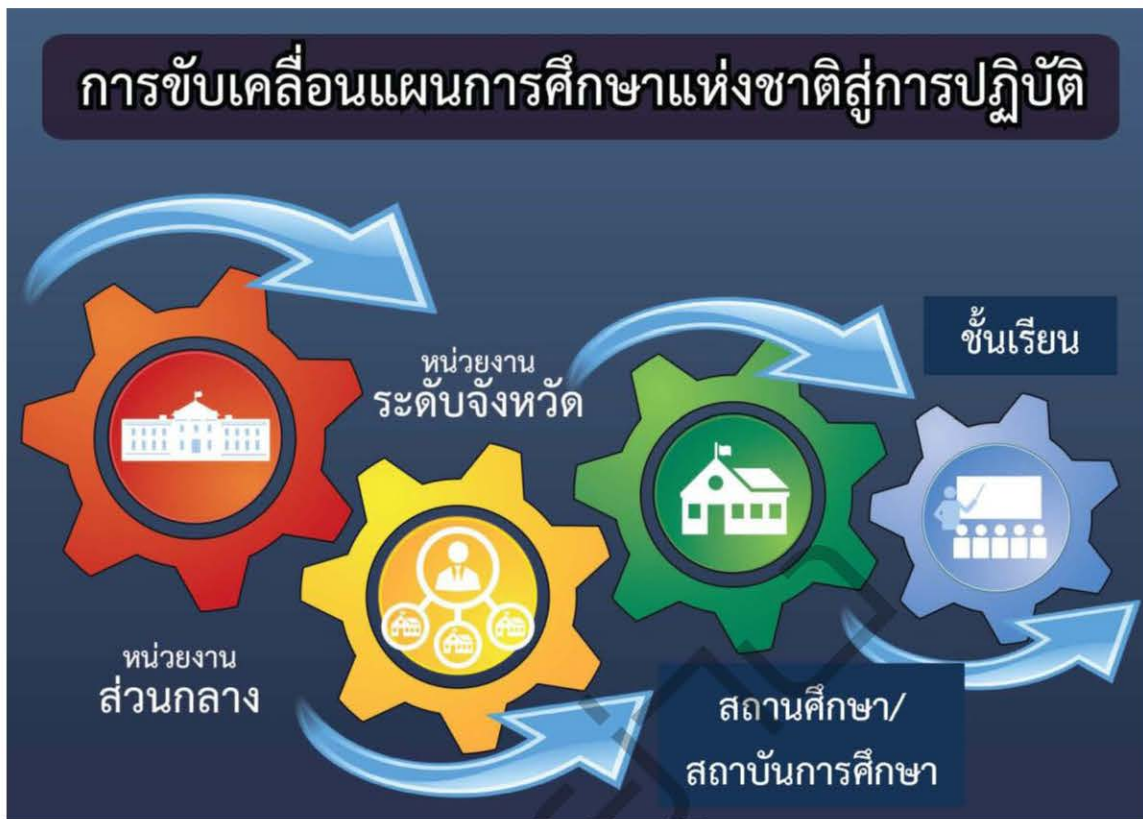 การขับเคลื่อนแผนการศึกษาแห่งชาติสู่การปฏิบัติ
ชั้นเรียน
หน่วยงาน
ระดับจังหวัด
หน่วยงาน
ส่วนกลาง
สถานศึกษา/
สถาบันการศึกษา